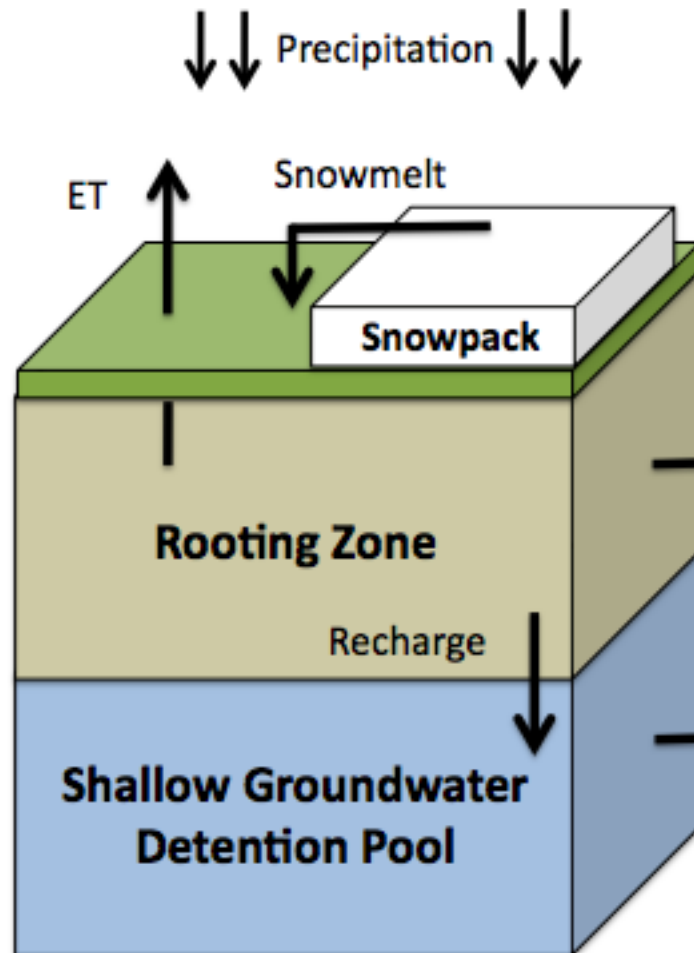 Precipitation
Snowmelt
ET
Snowpack
Rooting Zone
Recharge
Shallow Groundwater
Detention Pool